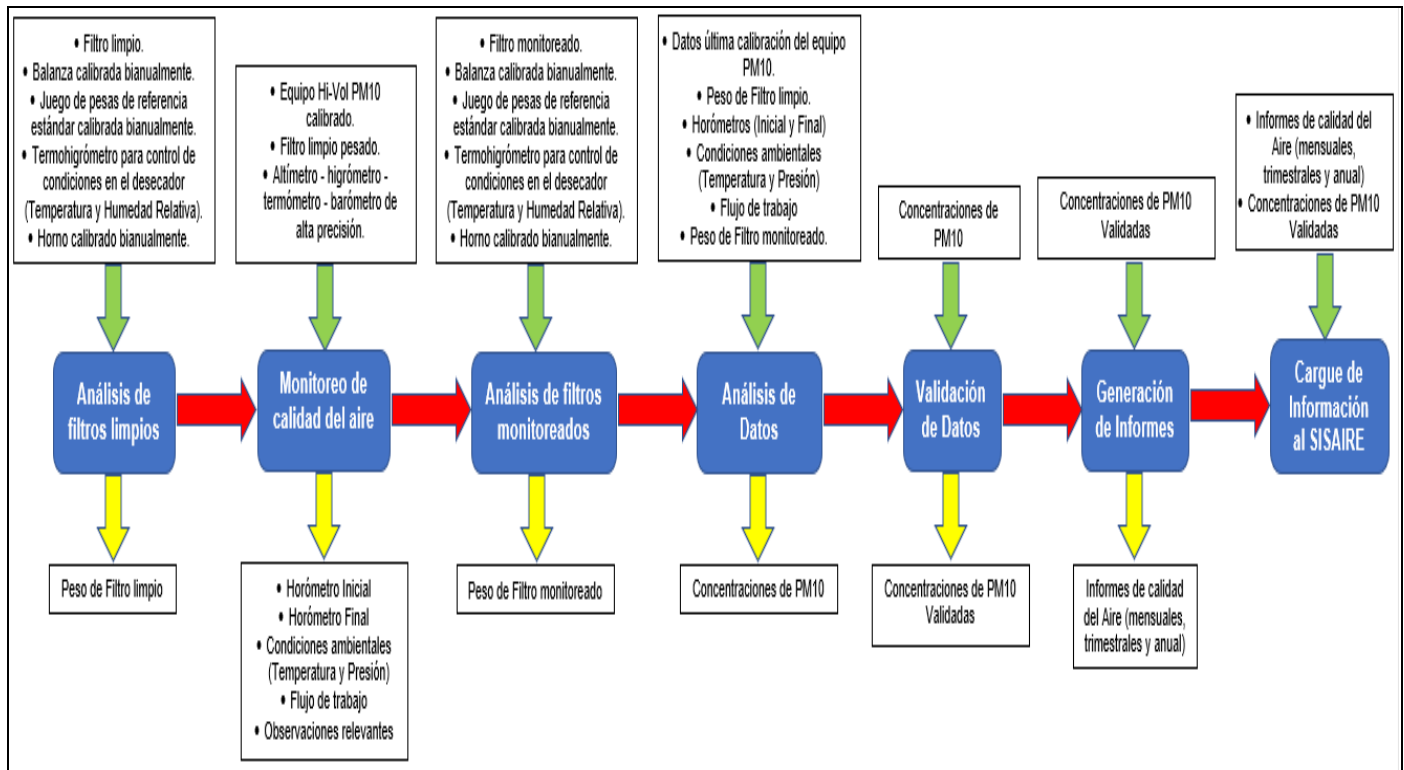 • Filtro limpio.
• Balanza calibrada bianualmente.
• Juego de pesas de referencia
estándar calibrada bianualmente.
• Termohigrómetro para control de
condiciones en el desecador
(Temperatura y Humedad Relativa).
• Horno calibrado bianualmente.
• Equipo Hi-Vol PM10
calibrado.
• Filtro limpio pesado.
• Altímetro - higrómetro -
termómetro - barómetro de
alta precisión.
• Filtro monitoreado.
• Balanza calibrada bianualmente.
• Juego de pesas de referencia
estándar calibrada bianualmente.
• Termohigrómetro para control de
condiciones en el desecador
(Temperatura y Humedad Relativa).
• Horno calibrado bianualmente.
• Datos última calibración del equipo
PM10.
• Peso de Filtro limpio.
• Horómetros (Inicial y Final)
• Condiciones ambientales
(Temperatura y Presión)
• Flujo de trabajo
• Peso de Filtro monitoreado.
Concentraciones de
PM10
Concentraciones de PM10
Validadas
• Informes de calidad del
Aire (mensuales,
trimestrales y anual)
• Concentraciones de PM10
Validadas
Análisis de
filtros limpios
Monitoreo de
calidad del aire
Análisis de filtros
monitoreados
Análisis de
Datos
Validación
de Datos
Generación
de Informes
Cargue de
Información
al SISAIRE
Peso de Filtro limpio
• Horómetro Inicial
• Horómetro Final
• Condiciones ambientales
(Temperatura y Presión)
• Flujo de trabajo
• Observaciones relevantes
Peso de Filtro monitoreado
Concentraciones de PM10
Concentraciones de PM10
Validadas
Informes de calidad
del Aire (mensuales,
trimestrales y anual)